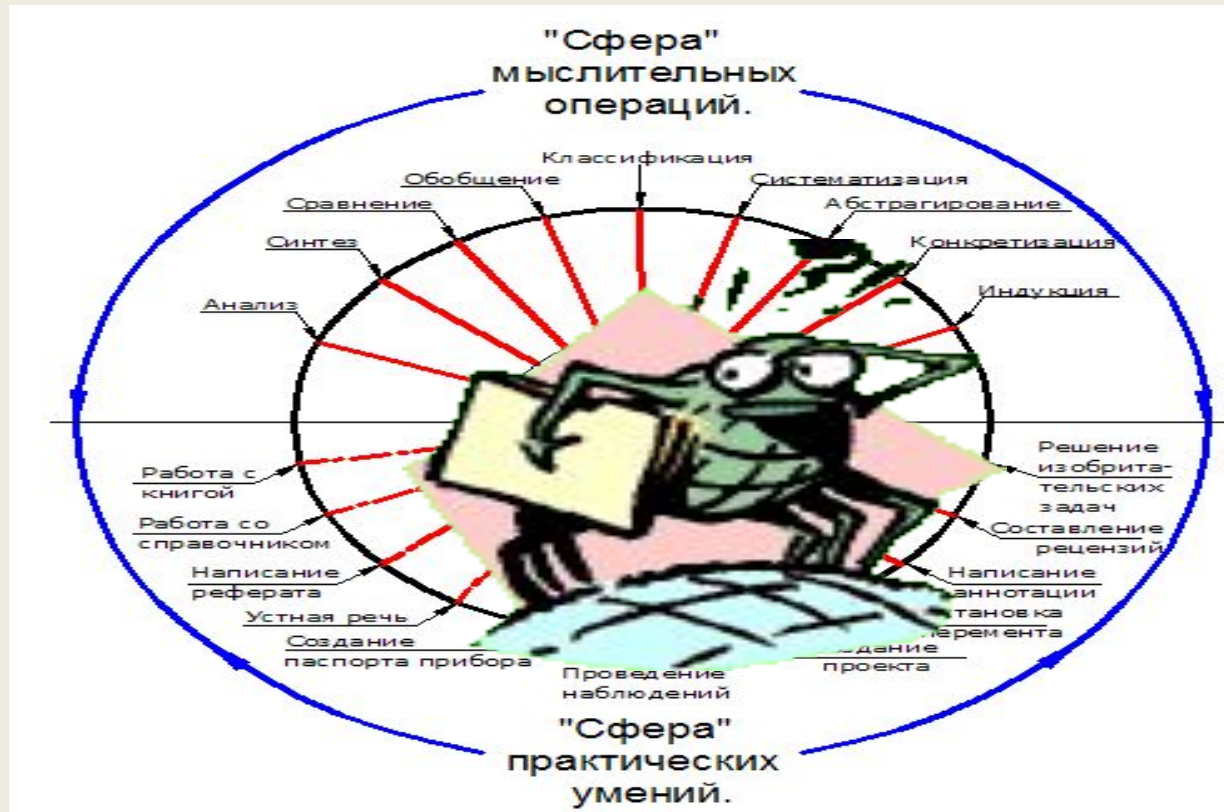 "Сфера"
мыслительных
операций.
Классификация
Обобщение
Систематизация
Сравнение
Абстрагирование
Синтез
Конкретизация
Анализ
Индукция
Работа с
книгой
Работа со
справочником
Написание
реферата
Устная речь
Создание
паспорта прибора
Проведение
наблюдений
Решение
изобрита-
тельских
задач
Составление
рецензий
Написание
аннотации
проекта
"Сфера"
практических
умений.